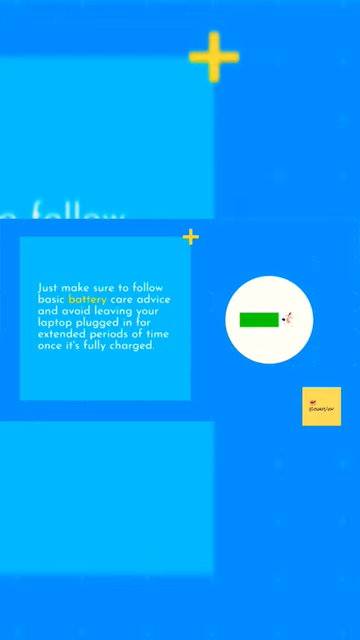 o follow
Just make sure to follow
basic battery care advice
and avoid leaving your
laptop plugged in for
extended periods of time
once it's fully charged.